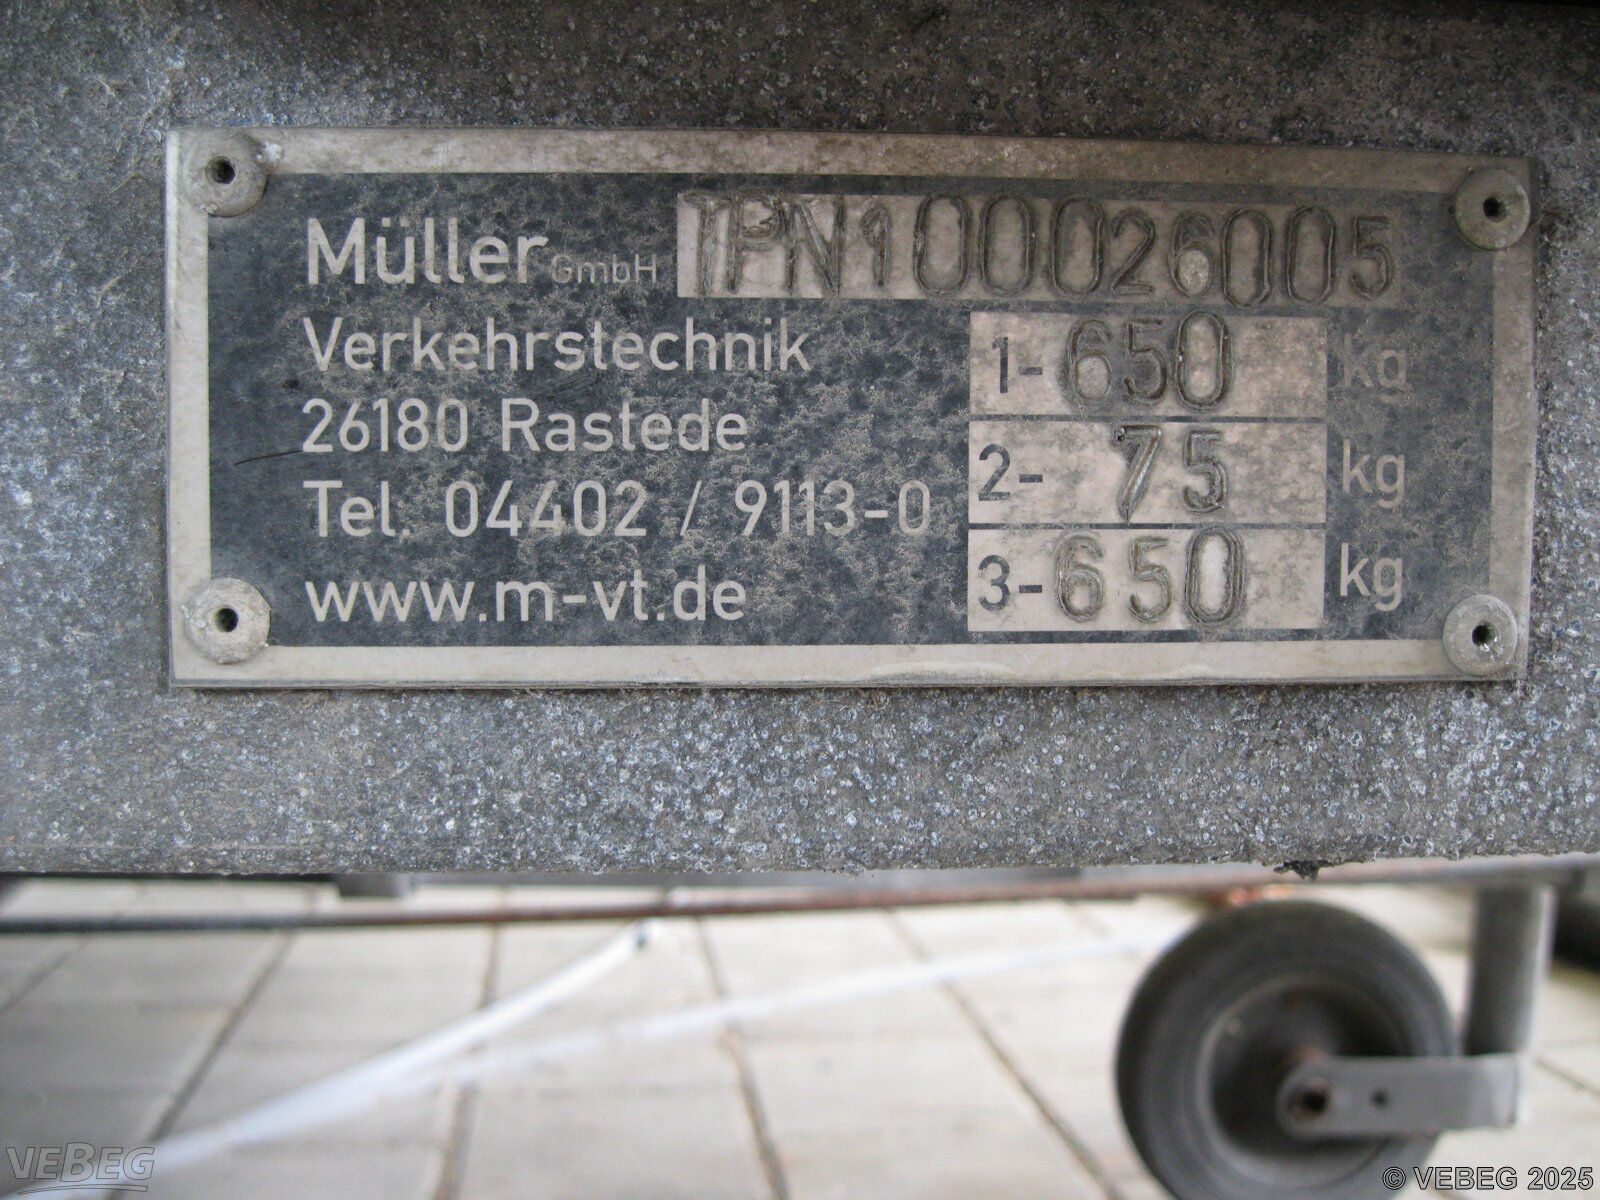 Müller GmbH TPN100026005
Verkehrstechnik 1- 650 kg
26180 Rastede 2- 75 kg
Tel. 04402 / 9113-0
www.m-vt.de 3- 650 kg
VEBEG
© VEBEG 2025